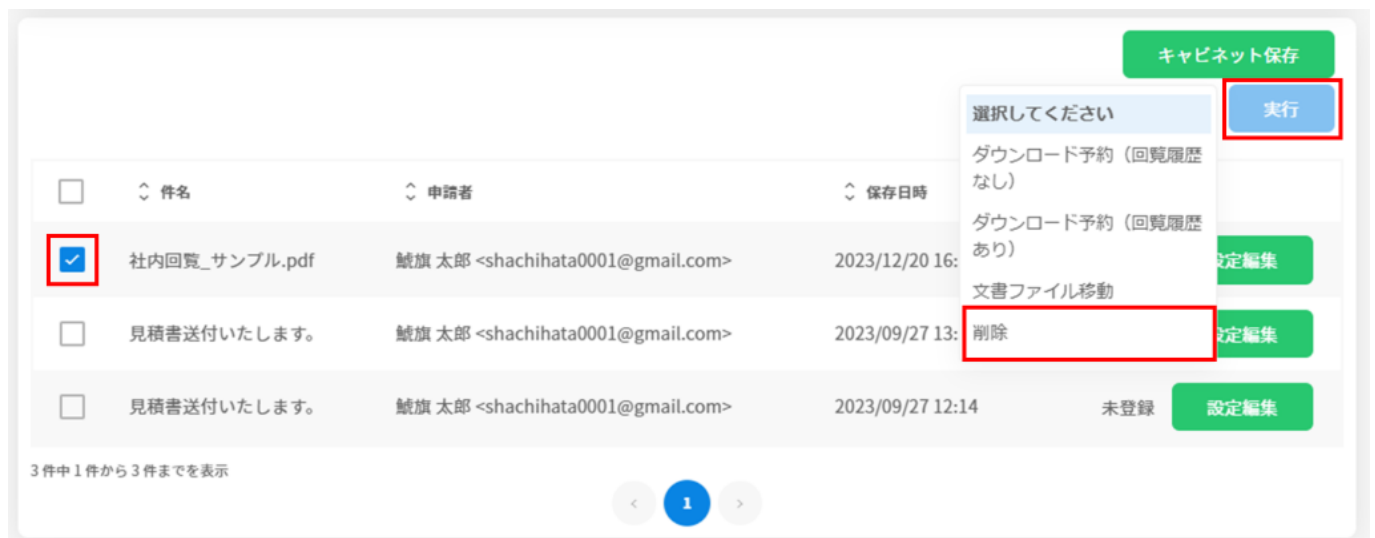 キャビネット保存
選択してください
実行
ダウンロード予約（回覧履歴
なし）
ダウンロード予約（回覧履歴
あり）
文書ファイル移動
削除
件名 申請者 保存日時
社内回覧_サンプル.pdf 鯱旗 太郎 <shachihata0001@gmail.com> 2023/12/20 16: 設定編集
見積書送付いたします。 鯱旗 太郎 <shachihata0001@gmail.com> 2023/09/27 13: 設定編集
見積書送付いたします。 鯱旗 太郎 <shachihata0001@gmail.com> 2023/09/27 12:14 未登録 設定編集
3 件中 1 件から 3 件までを表示
‹ 1 ›